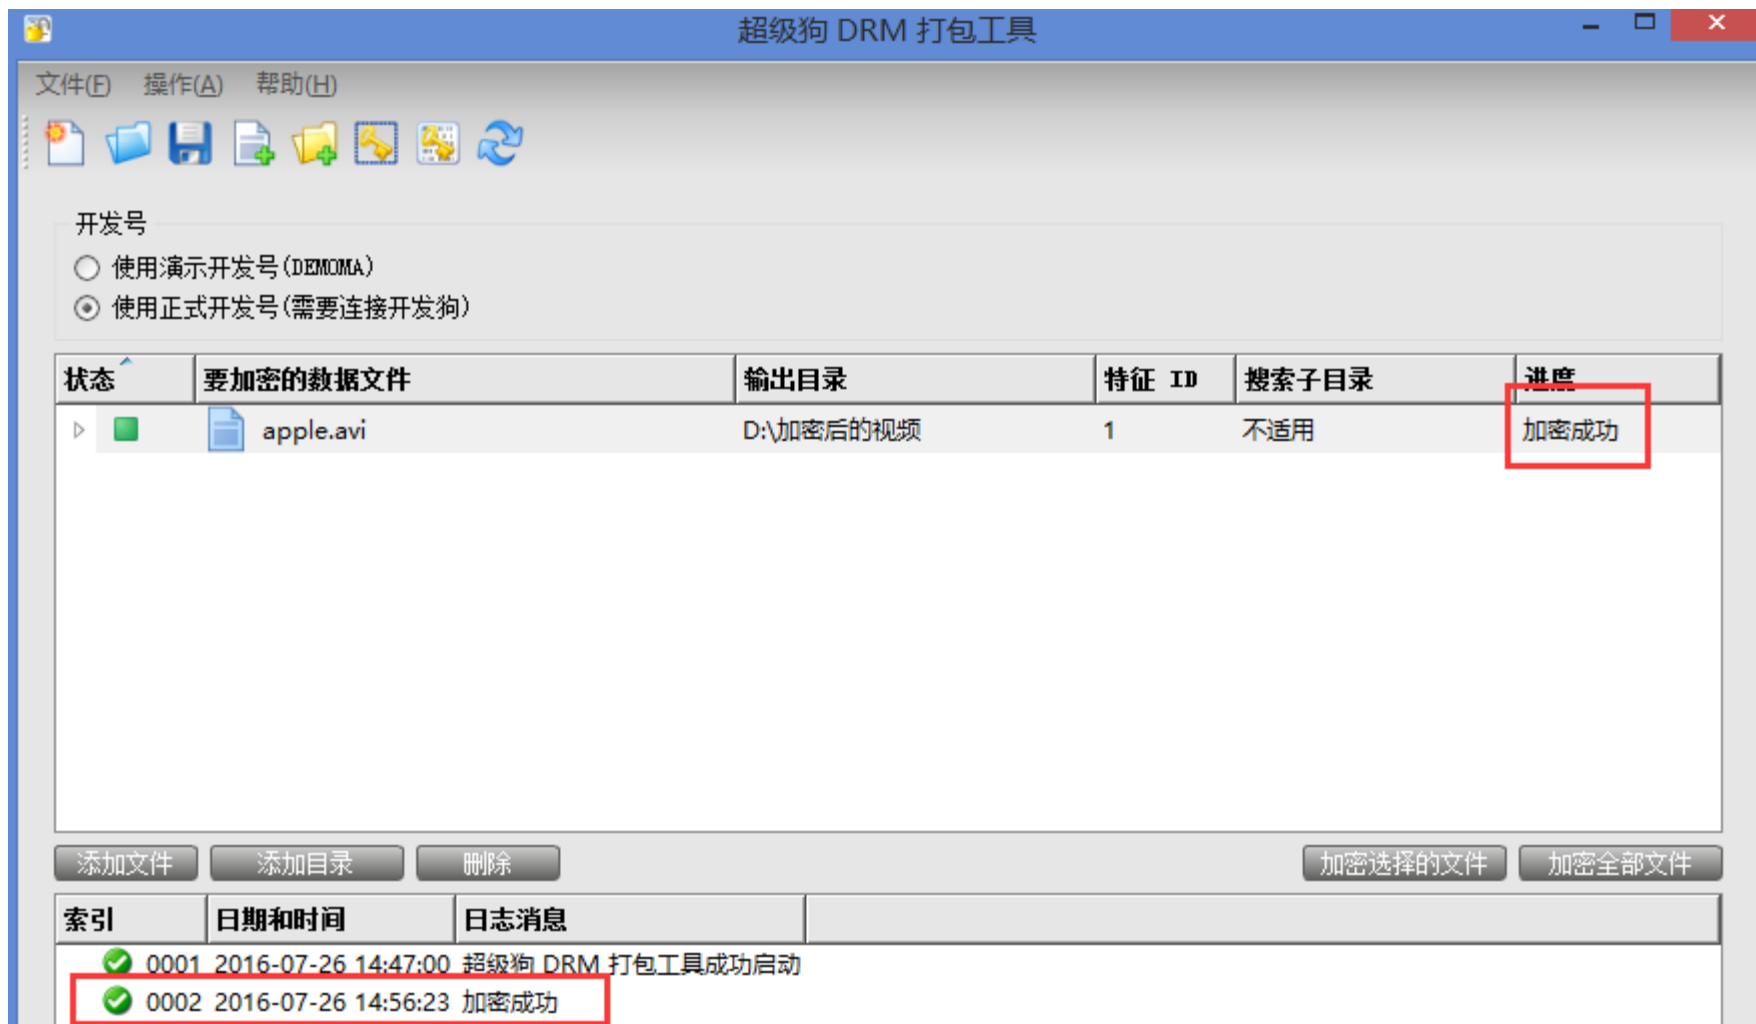 超级狗 DRM 打包工具
文件(F) 操作(A) 帮助(H)
开发号
使用演示开发号(DEMOMA)
使用正式开发号(需要连接开发狗)
状态 要加密的数据文件 输出目录 特征 ID 搜索子目录 进度
apple.avi D:\加密后的视频 1 不适用 加密成功
添加文件 添加目录 删除 加密选择的文件 加密全部文件
索引 日期和时间 日志消息
0001 2016-07-26 14:47:00 超级狗 DRM 打包工具成功启动
0002 2016-07-26 14:56:23 加密成功